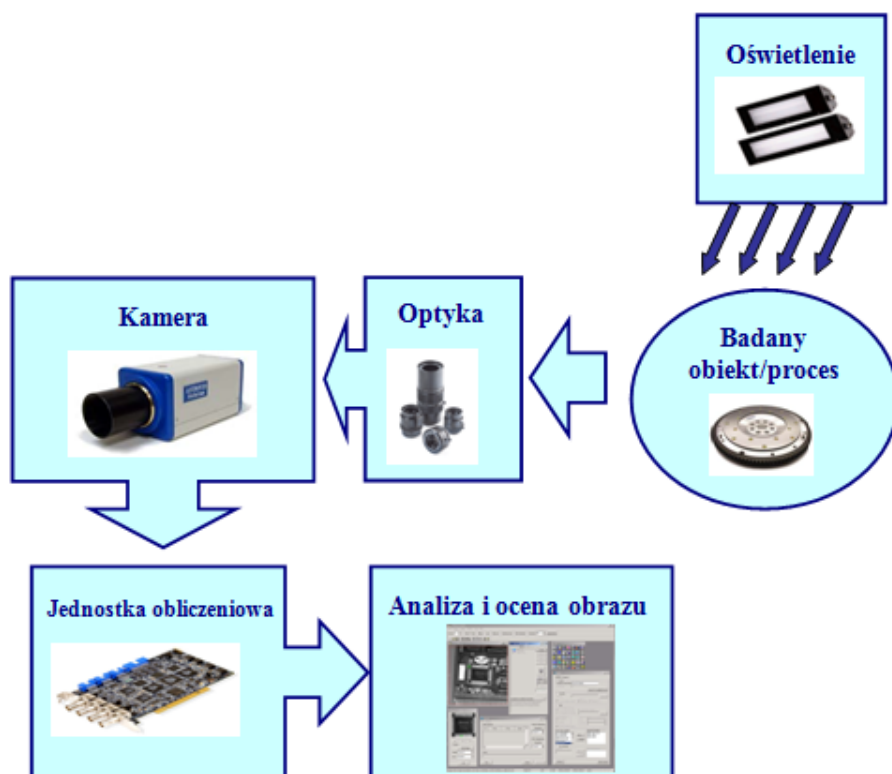 Oświetlenie
Kamera
Optyka
Badany
obiekt/proces
Jednostka obliczeniowa
Analiza i ocena obrazu